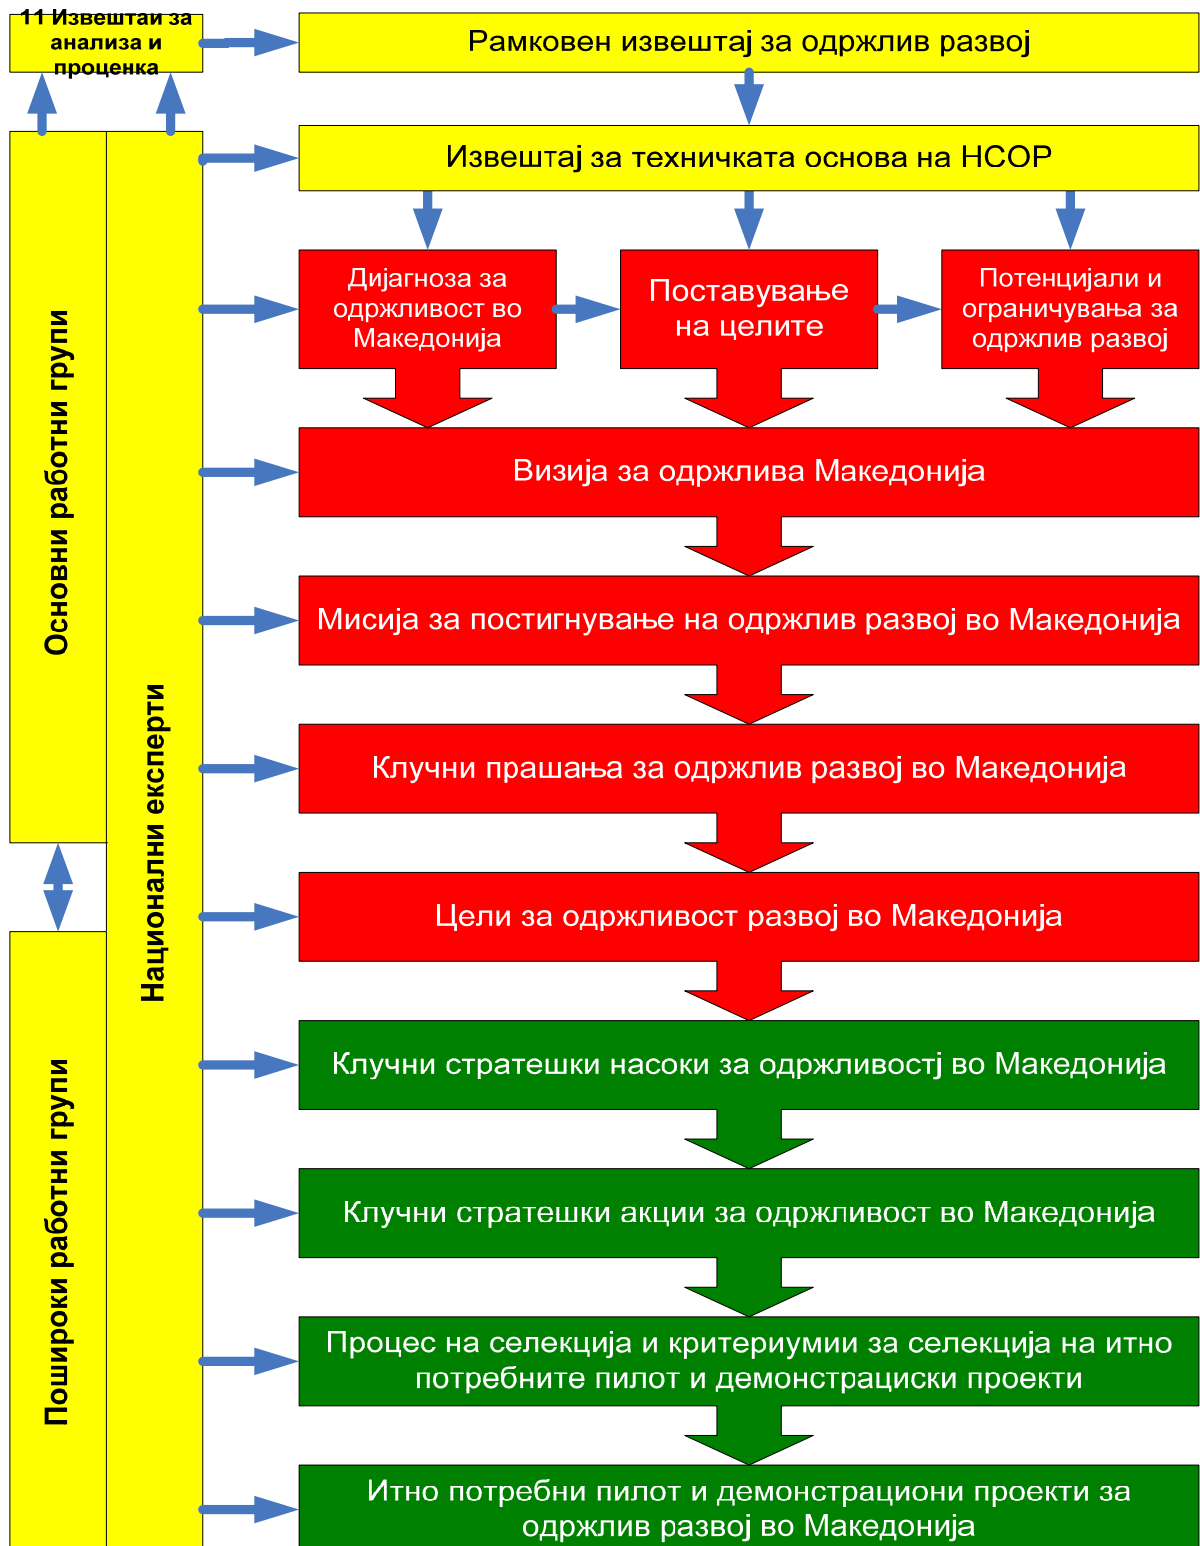 11 Извештаи за
анализа и
проценка
Рамковен извештај за одржлив развој
Извештај за техничката основа на НСОР
Дијагноза за
одржливост во
Македонија
Поставување
на целите
Потенцијали и
ограничувања за
одржлив развој
Визија за одржлива Македонија
Мисија за постигнување на одржлив развој во Македонија
Клучни прашања за одржлив развој во Македонија
Цели за одржливост развој во Македонија
Клучни стратешки насоки за одржливостј во Македонија
Клучни стратешки акции за одржливост во Македонија
Процес на селекција и критериумии за селекција на итно
потребните пилот и демонстрациски проекти
Итно потребни пилот и демонстрациони проекти за
одржлив развој во Македонија
Основни работни групи
Национални експерти
Пошироки работни групи